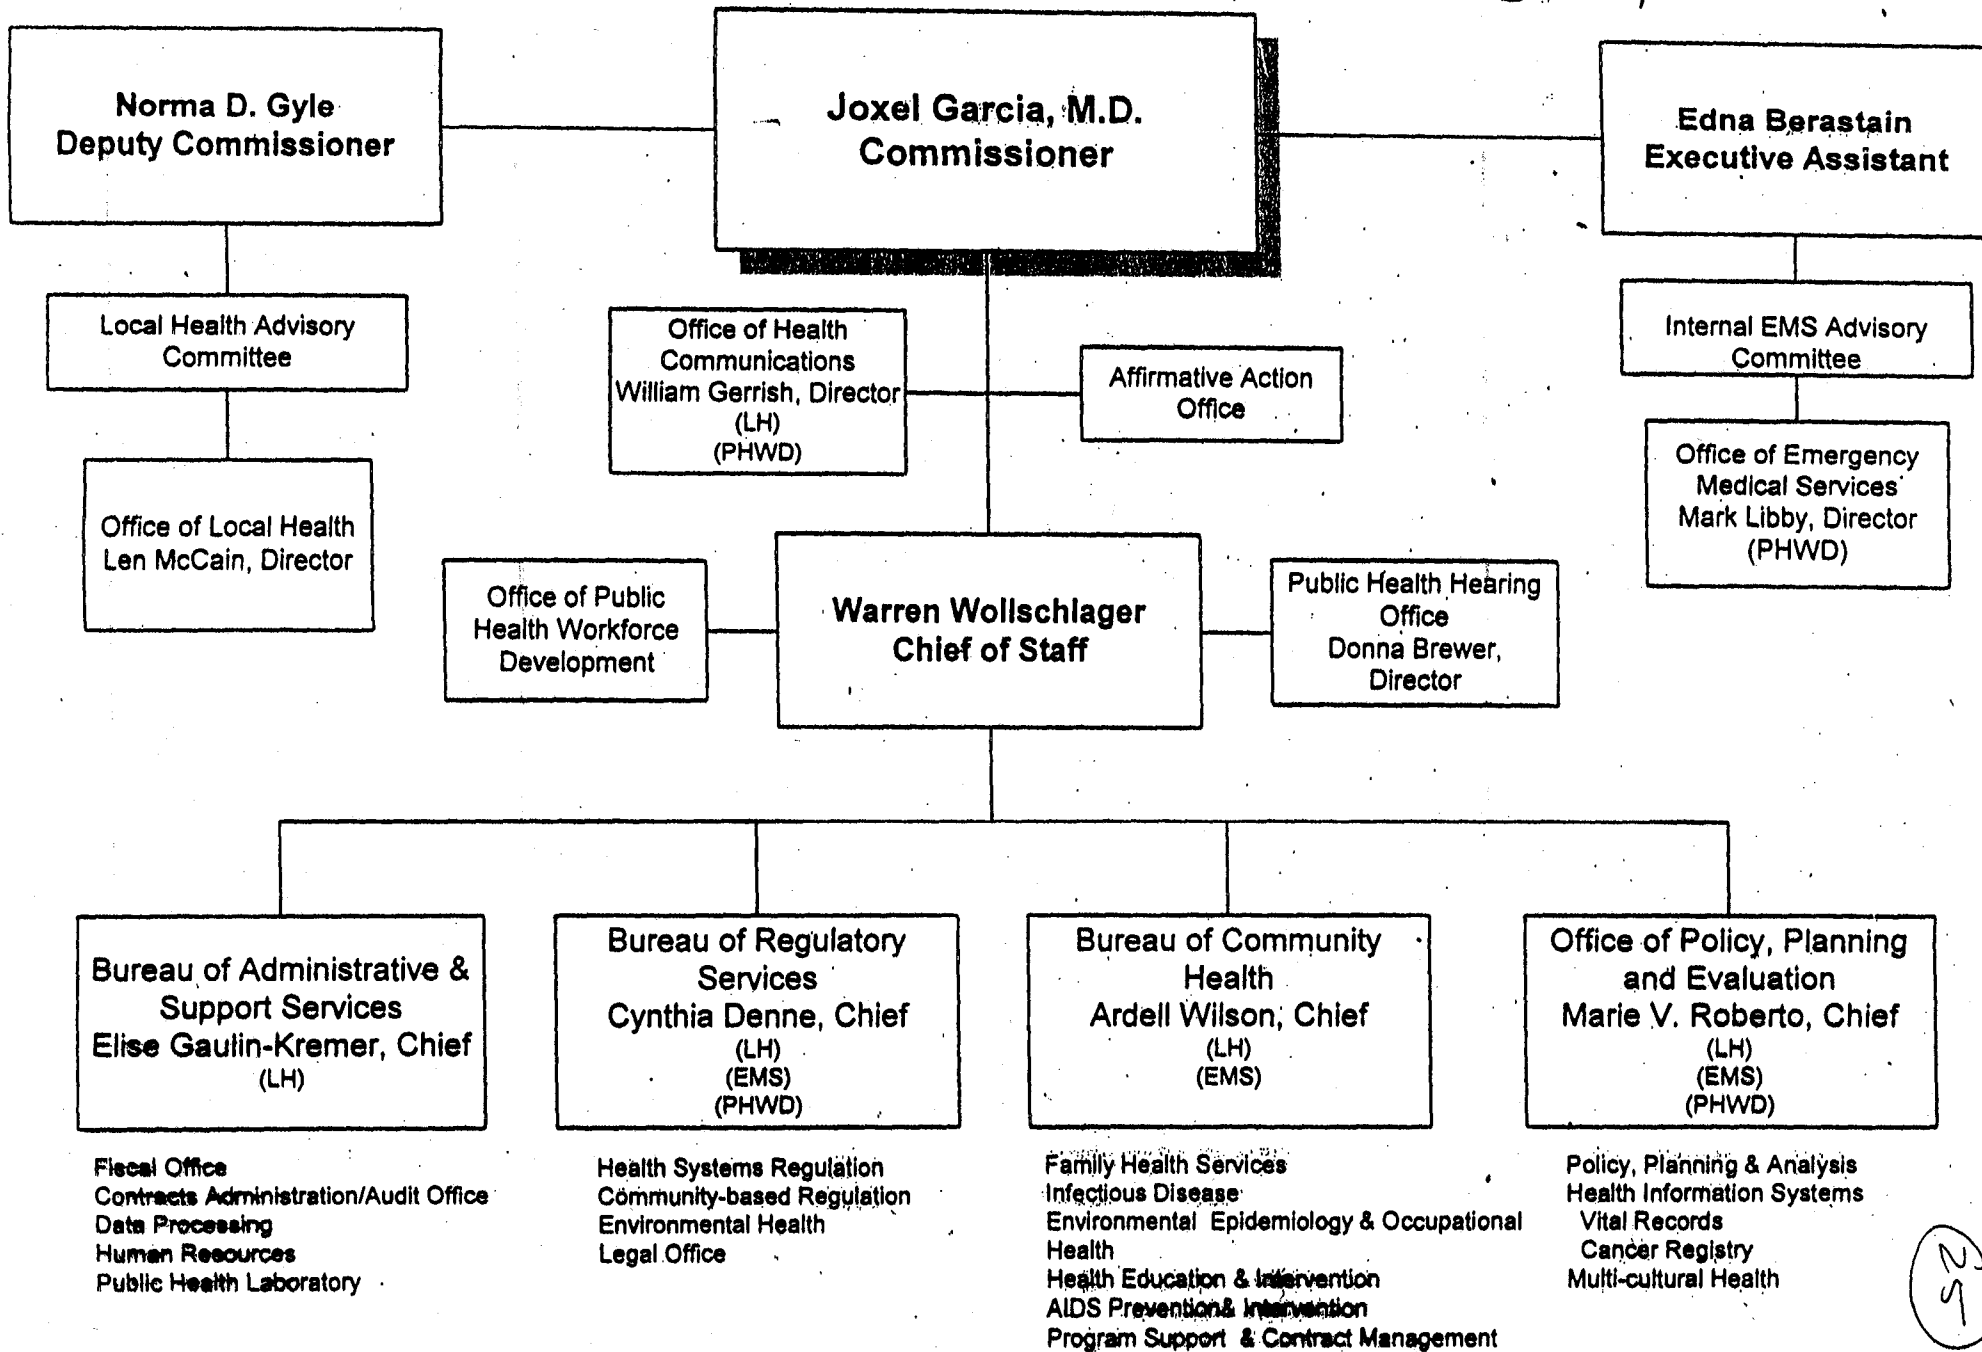 Norma D. Gyle
Deputy Commissioner
Joxel Garcia, M.D.
Commissioner
Edna Berastain
Executive Assistant
Local Health Advisory
Committee
Office of Health
Communications
William Gerrish, Director
(LH)
(PHWD)
Affirmative Action
Office
Internal EMS Advisory
Committee
Office of Local Health
Len McCain, Director
Office of Emergency
Medical Services
Mark Libby, Director
(PHWD)
Office of Public
Health Workforce
Development
Warren Wollschlager
Chief of Staff
Public Health Hearing
Office
Donna Brewer,
Director
Bureau of Administrative &
Support Services
Elise Gaulin-Kremer, Chief
(LH)
Bureau of Regulatory
Services
Cynthia Denne, Chief
(LH)
(EMS)
(PHWD)
Bureau of Community
Health
Ardell Wilson, Chief
(LH)
(EMS)
Office of Policy, Planning
and Evaluation
Marie V. Roberto, Chief
(LH)
(EMS)
(PHWD)
Fiscal Office
Contracts Administration/Audit Office
Data Processing
Human Resources
Public Health Laboratory
Health Systems Regulation
Community-based Regulation
Environmental Health
Legal Office
Family Health Services
Infectious Disease
Environmental Epidemiology & Occupational
Health
Health Education & Intervention
AIDS Prevention& Intervention
Program Support & Contract Management
Policy, Planning & Analysis
Health Information Systems
Vital Records
Cancer Registry
Multi-cultural Health